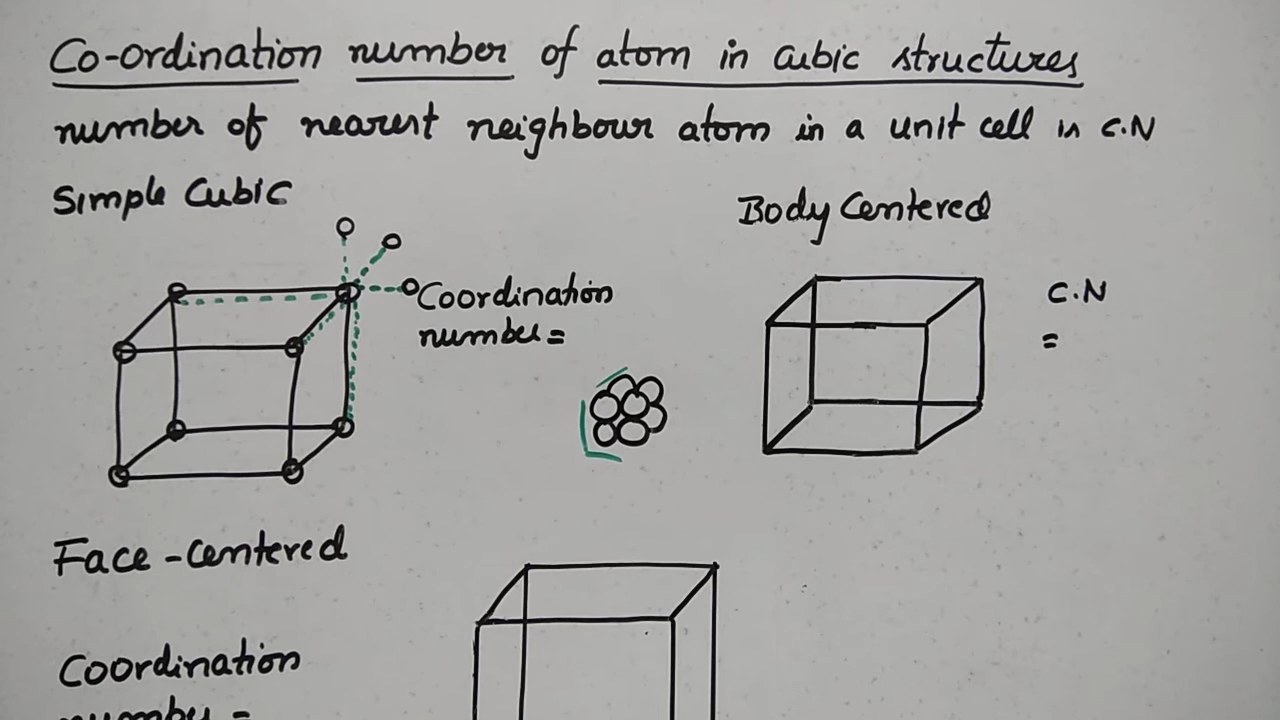 Co-ordination number of atom in cubic structures
number of nearest neighbour atom in a unit cell is C.N
Simple Cubic
Body Centered
Coordination
number =
C.N
=
Face-centered
Coordination
number =